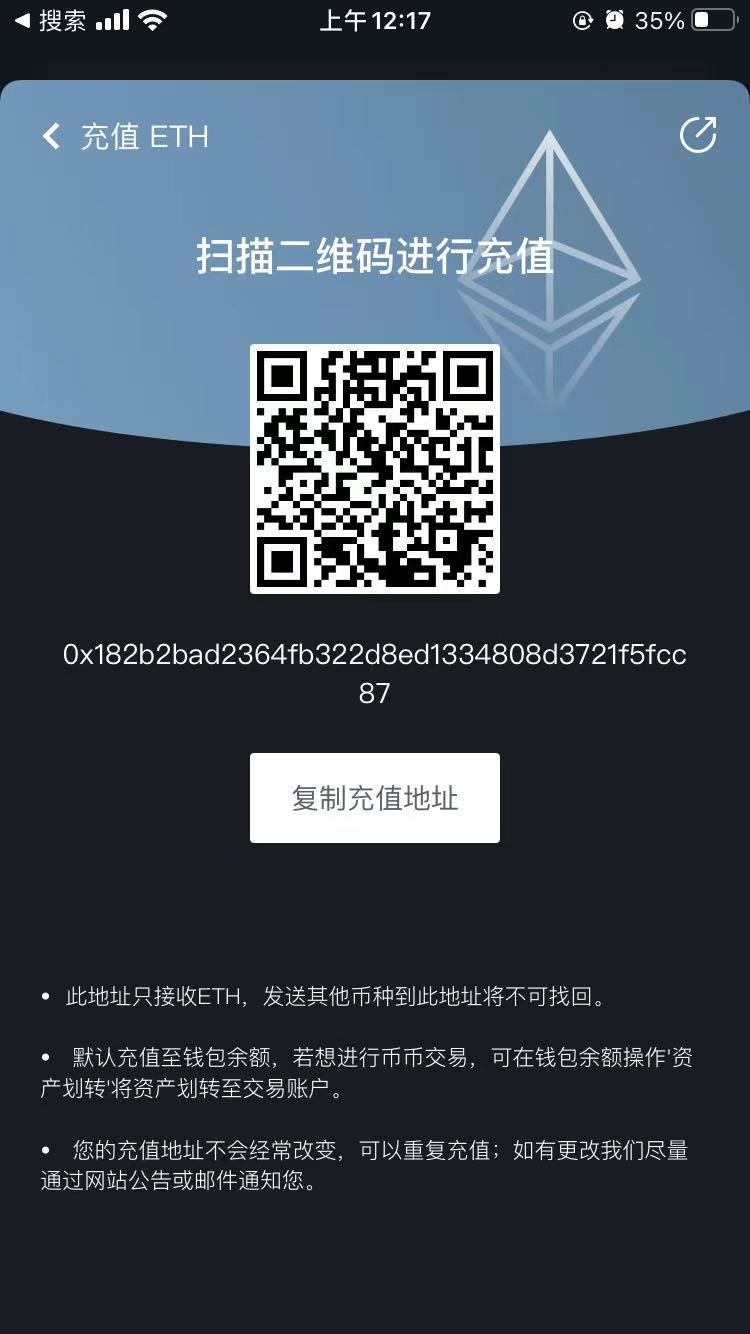 搜索
上午12:17
35%
充值 ETH
扫描二维码进行充值
0x182b2bad2364fb322d8ed1334808d3721f5fcc
87
复制充值地址
• 此地址只接收ETH，发送其他币种到此地址将不可找回。
• 默认充值至钱包余额，若想进行币币交易，可在钱包余额操作'资
产划转'将资产划转至交易账户。
• 您的充值地址不会经常改变，可以重复充值；如有更改我们尽量
通过网站公告或邮件通知您。